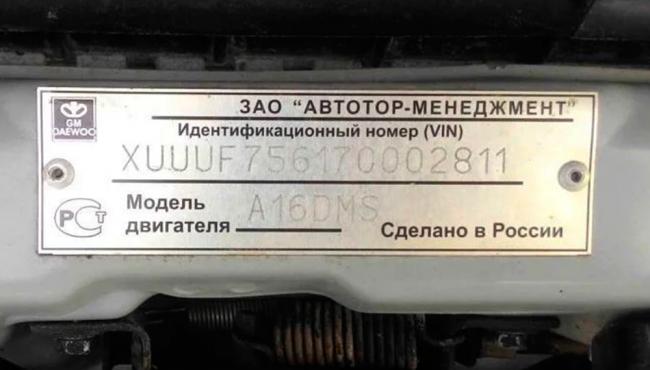 ЗАО "АВТОТОР-МЕНЕДЖМЕНТ"
GM
DAEWOO
Идентификационный номер (VIN)
XUUUF756170002811
РСТ
Модель
двигателя A16DMS
Сделано в России